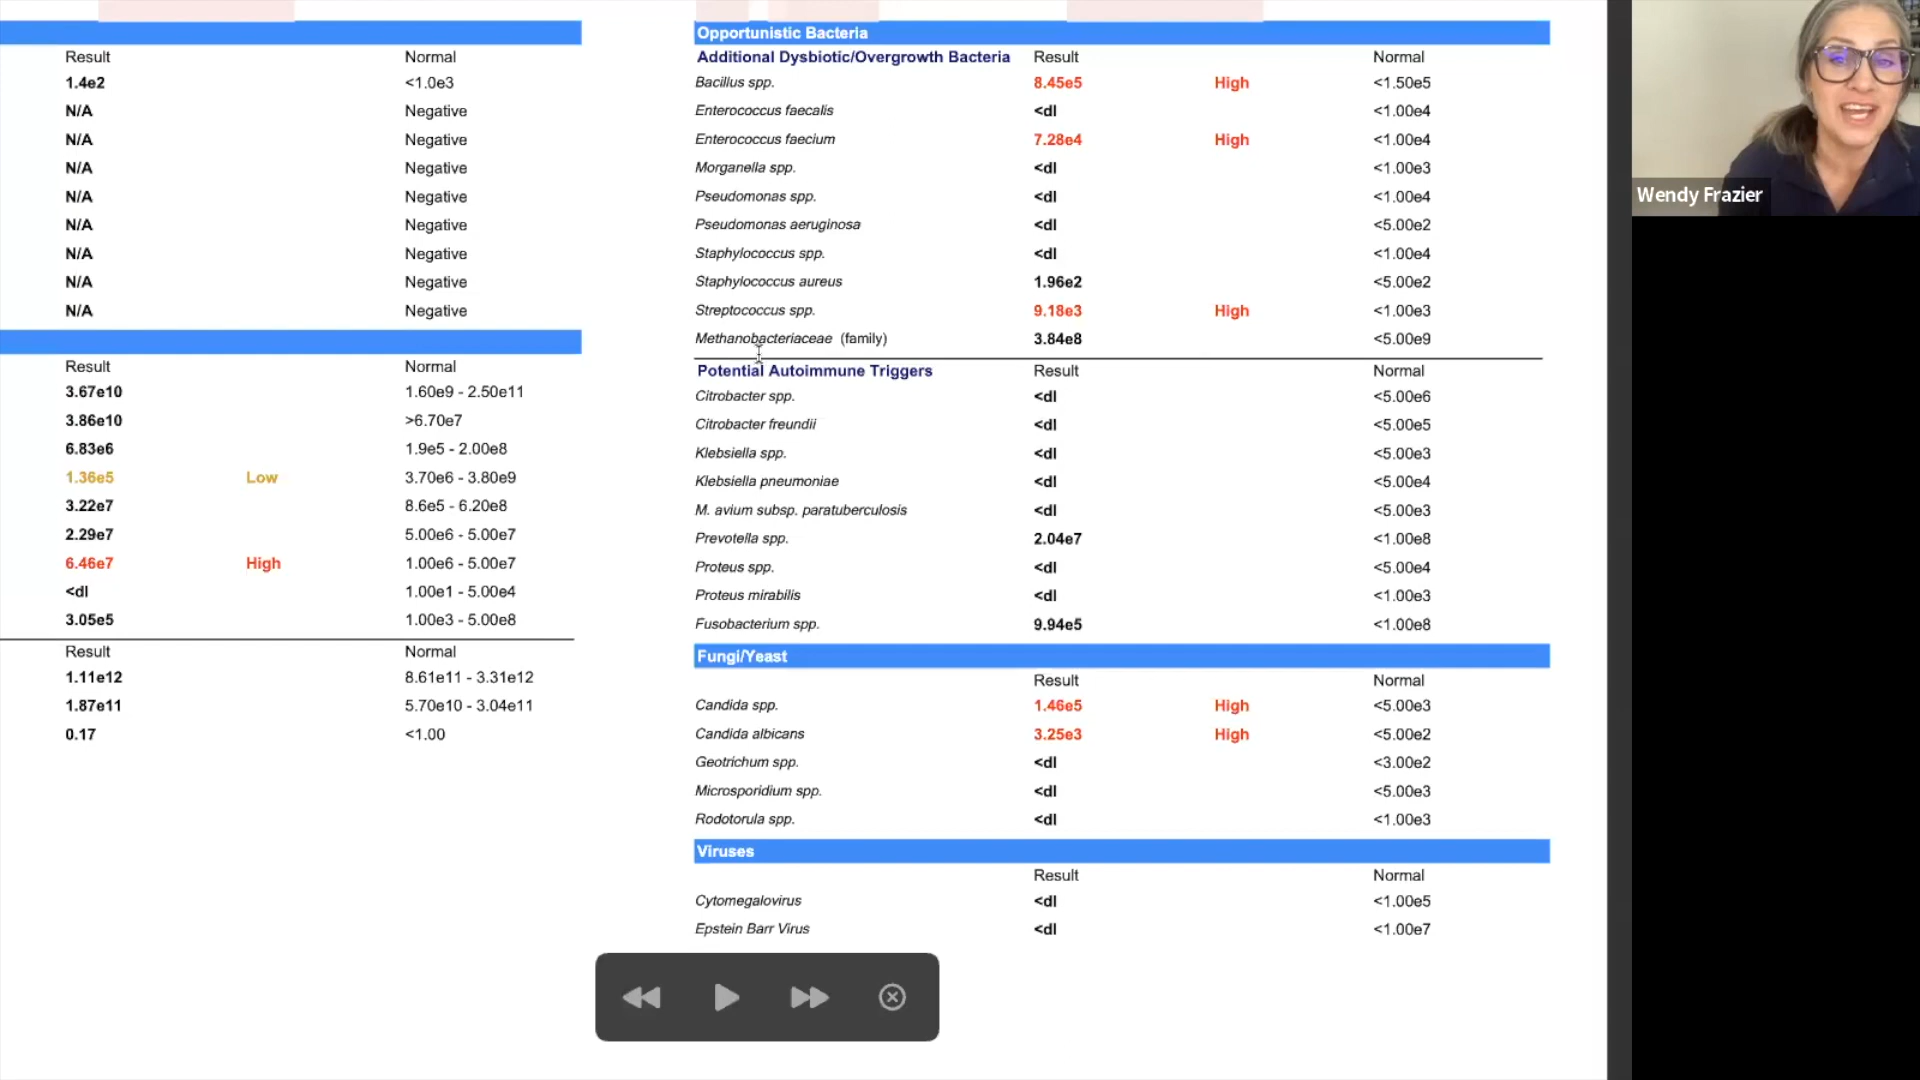 Result Normal
1.4e2 <1.0e3
N/A Negative
N/A Negative
N/A Negative
N/A Negative
N/A Negative
N/A Negative
N/A Negative
N/A Negative
Result Normal
3.67e10 1.60e9 - 2.50e11
3.86e10 >6.70e7
6.83e6 1.9e5 - 2.00e8
1.36e5 Low 3.70e6 - 3.80e9
3.22e7 8.6e5 - 6.20e8
2.29e7 5.00e6 - 5.00e7
6.46e7 High 1.00e6 - 5.00e7
<dl 1.00e1 - 5.00e4
3.05e5 1.00e3 - 5.00e8
Result Normal
1.11e12 8.61e11 - 3.31e12
1.87e11 5.70e10 - 3.04e11
0.17 <1.00
Opportunistic Bacteria
Additional Dysbiotic/Overgrowth Bacteria Result Normal
Bacillus spp. 8.45e5 High <1.50e5
Enterococcus faecalis <dl <1.00e4
Enterococcus faecium 7.28e4 High <1.00e4
Morganella spp. <dl <1.00e3
Pseudomonas spp. <dl <1.00e4
Pseudomonas aeruginosa <dl <5.00e2
Staphylococcus spp. <dl <1.00e4
Staphylococcus aureus 1.96e2 <5.00e2
Streptococcus spp. 9.18e3 High <1.00e3
Methanobacteriaceae (family) 3.84e8 <5.00e9
Potential Autoimmune Triggers Result Normal
Citrobacter spp. <dl <5.00e6
Citrobacter freundii <dl <5.00e5
Klebsiella spp. <dl <5.00e3
Klebsiella pneumoniae <dl <5.00e4
M. avium subsp. paratuberculosis <dl <5.00e3
Prevotella spp. 2.04e7 <1.00e8
Proteus spp. <dl <5.00e4
Proteus mirabilis <dl <1.00e3
Fusobacterium spp. 9.94e5 <1.00e8
Fungi/Yeast
Result Normal
Candida spp. 1.46e5 High <5.00e3
Candida albicans 3.25e3 High <5.00e2
Geotrichum spp. <dl <3.00e2
Microsporidium spp. <dl <5.00e3
Rodotorula spp. <dl <1.00e3
Viruses
Result Normal
Cytomegalovirus <dl <1.00e5
Epstein Barr Virus <dl <1.00e7
Wendy Frazier